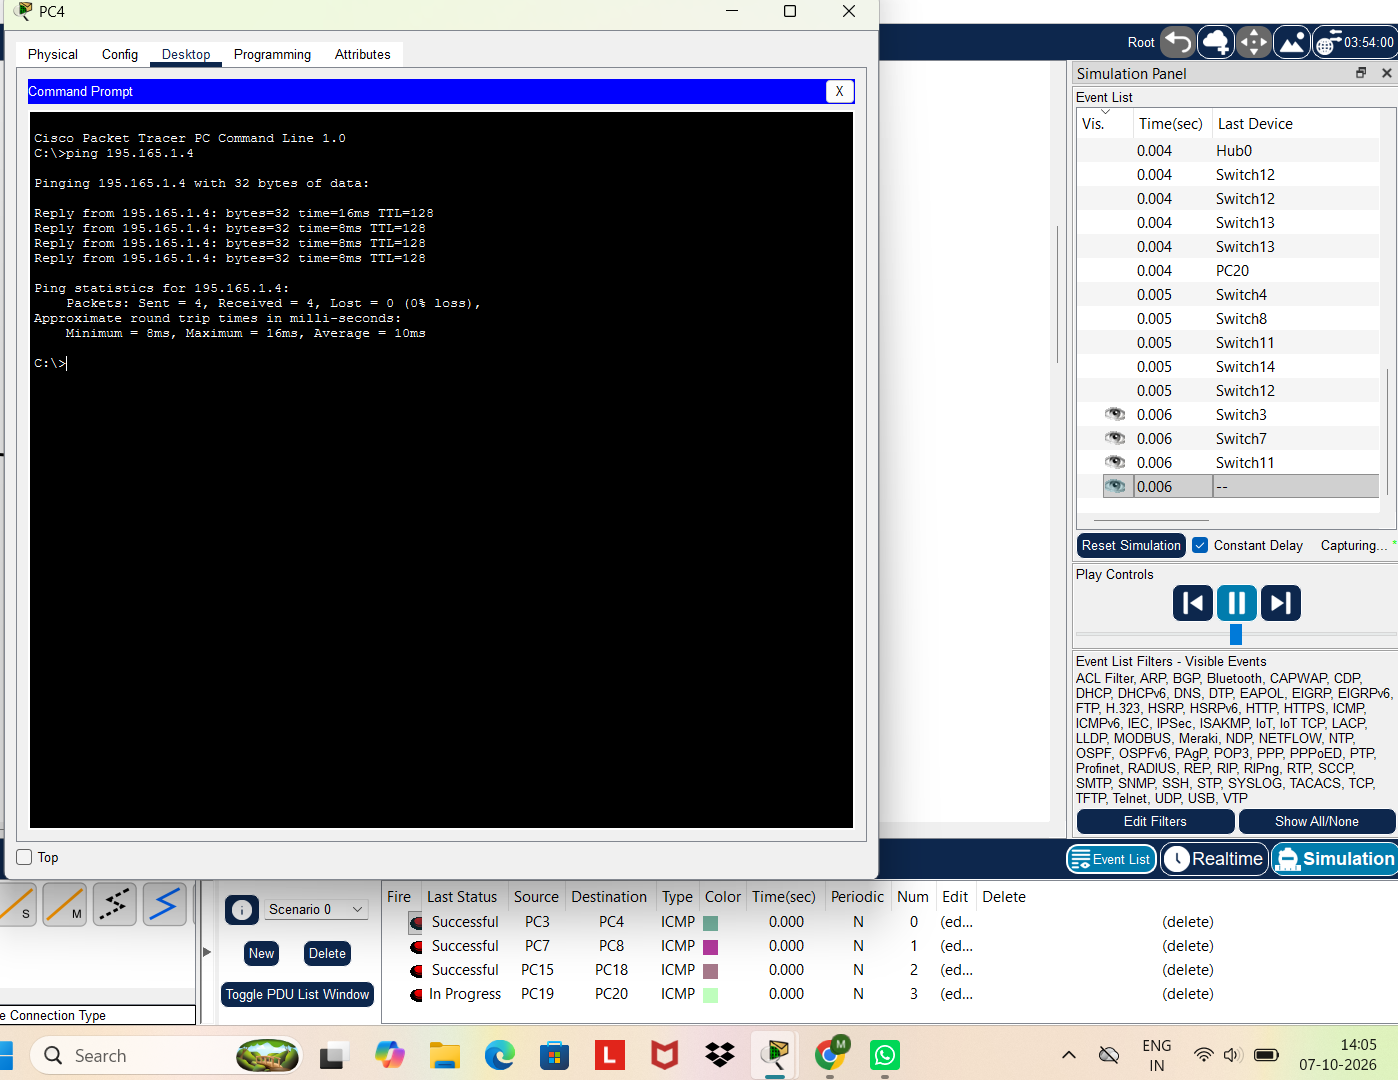 PC4
Physical
Config
Desktop
Programming
Attributes
Command Prompt
X
Cisco Packet Tracer PC Command Line 1.0
C:\>ping 195.165.1.4
Pinging 195.165.1.4 with 32 bytes of data:
Reply from 195.165.1.4: bytes=32 time=16ms TTL=128
Reply from 195.165.1.4: bytes=32 time=8ms TTL=128
Reply from 195.165.1.4: bytes=32 time=8ms TTL=128
Reply from 195.165.1.4: bytes=32 time=8ms TTL=128
Ping statistics for 195.165.1.4:
Packets: Sent = 4, Received = 4, Lost = 0 (0% loss),
Approximate round trip times in milli-seconds:
Minimum = 8ms, Maximum = 16ms, Average = 10ms
C:\>
Top
Root
03:54:00
Simulation Panel
Event List
Vis. Time(sec) Last Device
0.004 Hub0
0.004 Switch12
0.004 Switch12
0.004 Switch13
0.004 Switch13
0.004 PC20
0.005 Switch4
0.005 Switch8
0.005 Switch11
0.005 Switch14
0.005 Switch12
0.006 Switch3
0.006 Switch7
0.006 Switch11
0.006 --
Reset Simulation
Constant Delay
Capturing... *
Play Controls
Event List Filters - Visible Events
ACL Filter, ARP, BGP, Bluetooth, CAPWAP, CDP,
DHCP, DHCPv6, DNS, DTP, EAPOL, EIGRP, EIGRPv6,
FTP, H.323, HSRP, HSRPv6, HTTP, HTTPS, ICMP,
ICMPv6, IEC, IPSec, ISAKMP, IoT, IoT TCP, LACP,
LLDP, MODBUS, Meraki, NDP, NETFLOW, NTP,
OSPF, OSPFv6, PAgP, POP3, PPP, PPPoED, PTP,
Profinet, RADIUS, REP, RIP, RIPng, RTP, SCCP,
SMTP, SNMP, SSH, STP, SYSLOG, TACACS, TCP,
TFTP, Telnet, UDP, USB, VTP
Edit Filters
Show All/None
Event List
Realtime
Simulation
S
M
e Connection Type
Scenario 0
New
Delete
Toggle PDU List Window
Fire Last Status Source Destination Type Color Time(sec) Periodic Num Edit Delete
Successful PC3 PC4 ICMP 0.000 N 0 (ed... (delete)
Successful PC7 PC8 ICMP 0.000 N 1 (ed... (delete)
Successful PC15 PC18 ICMP 0.000 N 2 (ed... (delete)
In Progress PC19 PC20 ICMP 0.000 N 3 (ed... (delete)
Search
L
M
ENG
IN
14:05
07-10-2026